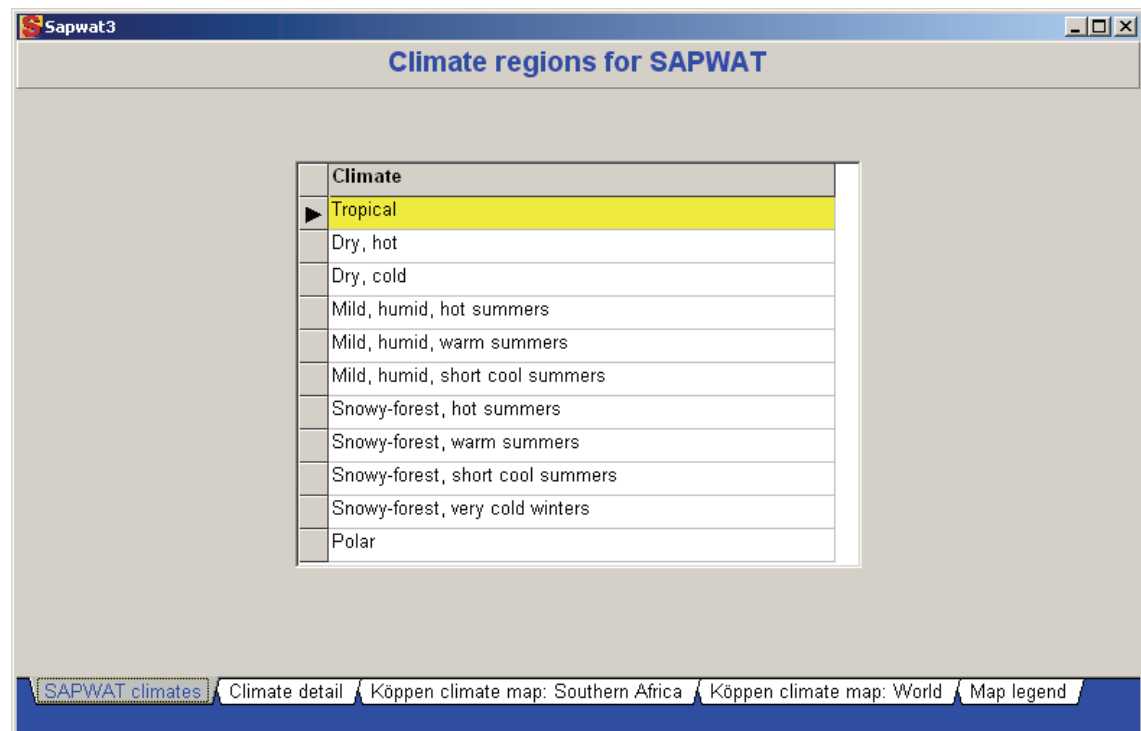 Sapwat3
Climate regions for SAPWAT
Climate
Tropical
Dry, hot
Dry, cold
Mild, humid, hot summers
Mild, humid, warm summers
Mild, humid, short cool summers
Snowy-forest, hot summers
Snowy-forest, warm summers
Snowy-forest, short cool summers
Snowy-forest, very cold winters
Polar
SAPWAT climates Climate detail Köppen climate map: Southern Africa Köppen climate map: World Map legend